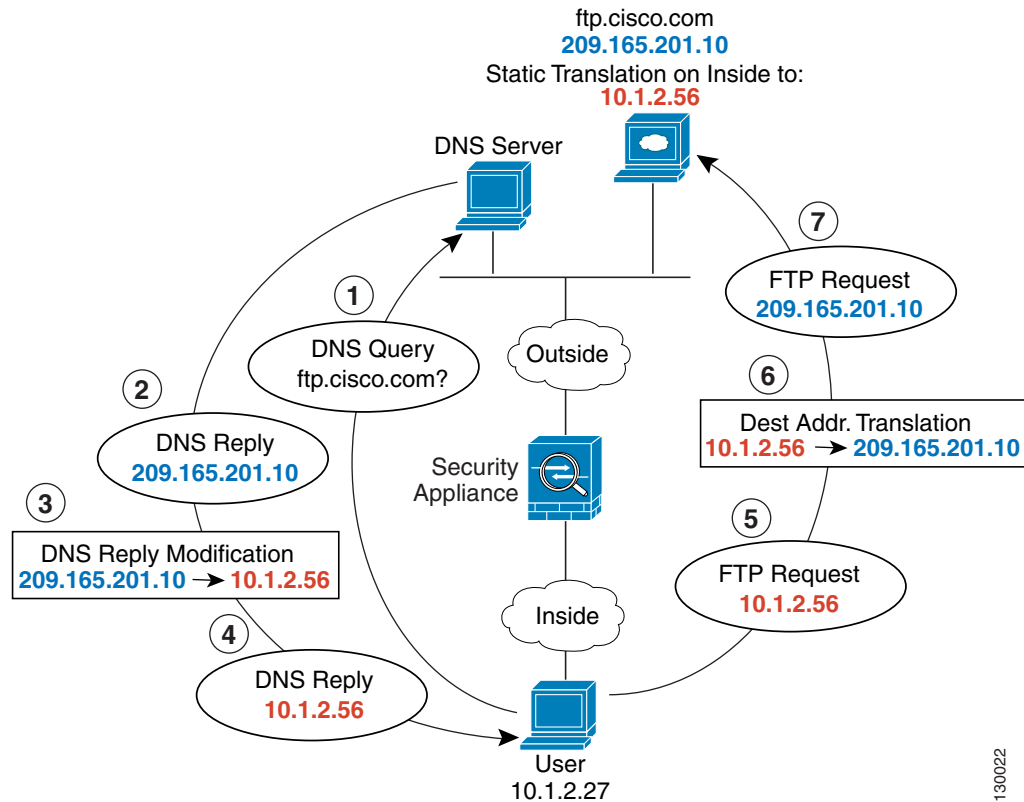 ftp.cisco.com
209.165.201.10
Static Translation on Inside to:
10.1.2.56
DNS Server
7
FTP Request
209.165.201.10
1
DNS Query
ftp.cisco.com?
Outside
2
DNS Reply
209.165.201.10
6
Dest Addr. Translation
10.1.2.56 → 209.165.201.10
Security
Appliance
3
DNS Reply Modification
209.165.201.10 → 10.1.2.56
5
FTP Request
10.1.2.56
Inside
4
DNS Reply
10.1.2.56
User
10.1.2.27
130022